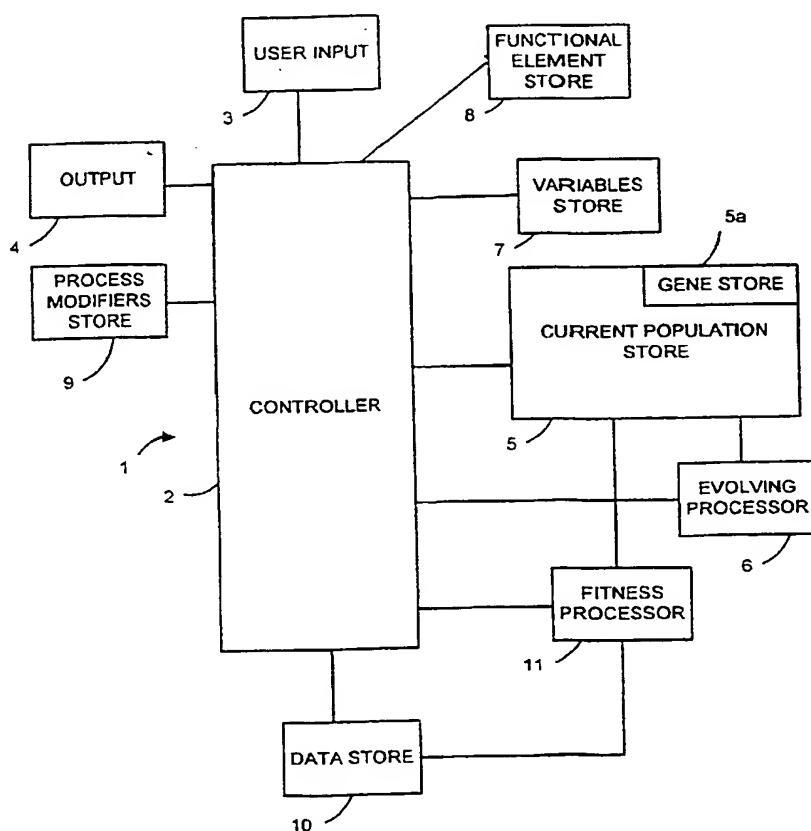 USER INPUT
3
FUNCTIONAL
ELEMENT
STORE
8
OUTPUT
4
VARIABLES
STORE
7
5a
GENE STORE
CURRENT POPULATION
STORE
5
PROCESS
MODIFIERS
STORE
9
CONTROLLER
1
2
EVOLVING
PROCESSOR
6
FITNESS
PROCESSOR
11
DATA STORE
10